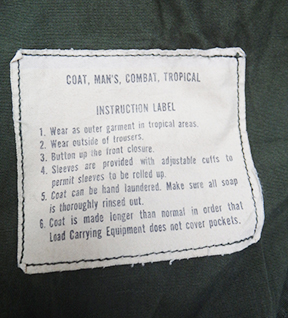 COAT, MAN'S, COMBAT, TROPICAL
INSTRUCTION LABEL
1. Wear as outer garment in tropical areas.
2. Wear outside of trousers.
3. Button up the front closure.
4. Sleeves are provided with adjustable cuffs to
permit sleeves to be rolled up.
5. Coat can be hand laundered. Make sure all soap
is thoroughly rinsed out.
6. Coat is made longer than normal in order that
Load Carrying Equipment does not cover pockets.